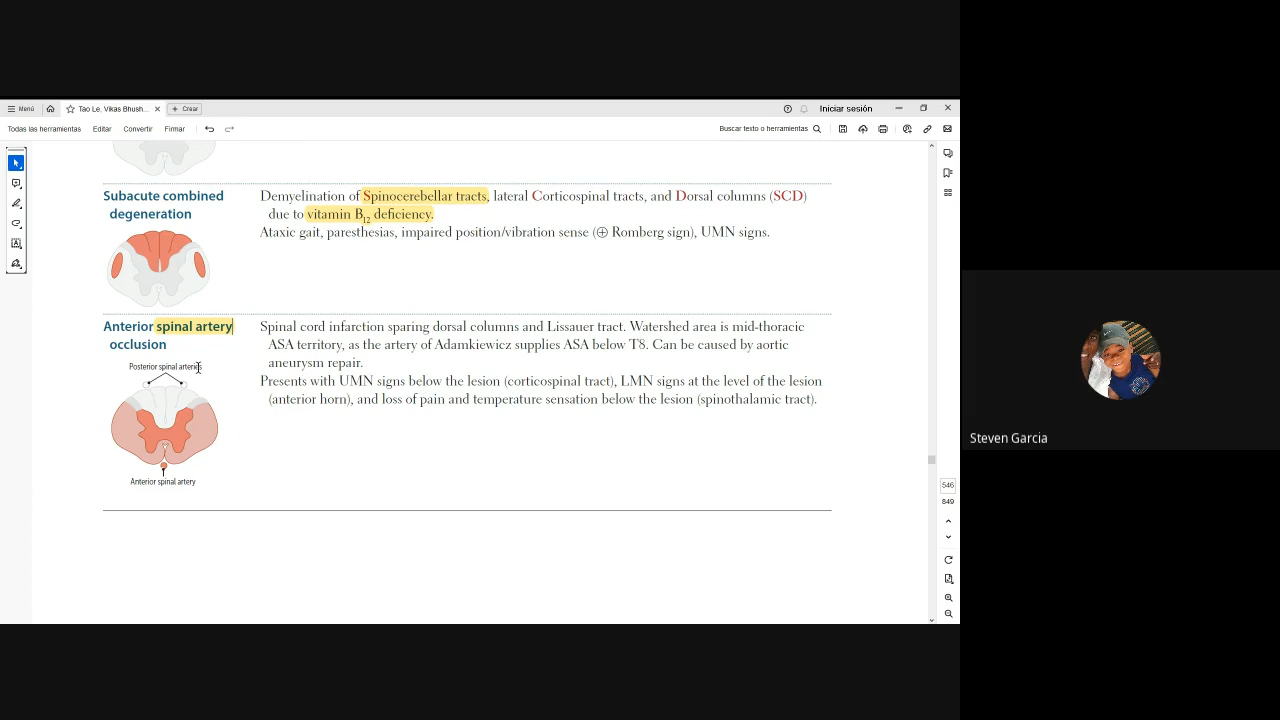 Menú
Tao Le, Vikas Bhush...
Crear
Iniciar sesión
Todas las herramientas Editar Convertir Firmar
Buscar texto o herramientas
Subacute combined
degeneration
Demyelination of Spinocerebellar tracts, lateral Corticospinal tracts, and Dorsal columns (SCD)
due to vitamin B12 deficiency.
Ataxic gait, paresthesias, impaired position/vibration sense (⊕ Romberg sign), UMN signs.
Anterior spinal artery
occlusion
Spinal cord infarction sparing dorsal columns and Lissauer tract. Watershed area is mid-thoracic
ASA territory, as the artery of Adamkiewicz supplies ASA below T8. Can be caused by aortic
aneurysm repair.
Presents with UMN signs below the lesion (corticospinal tract), LMN signs at the level of the lesion
(anterior horn), and loss of pain and temperature sensation below the lesion (spinothalamic tract).
Posterior spinal arteries
Anterior spinal artery
546
849
Steven Garcia